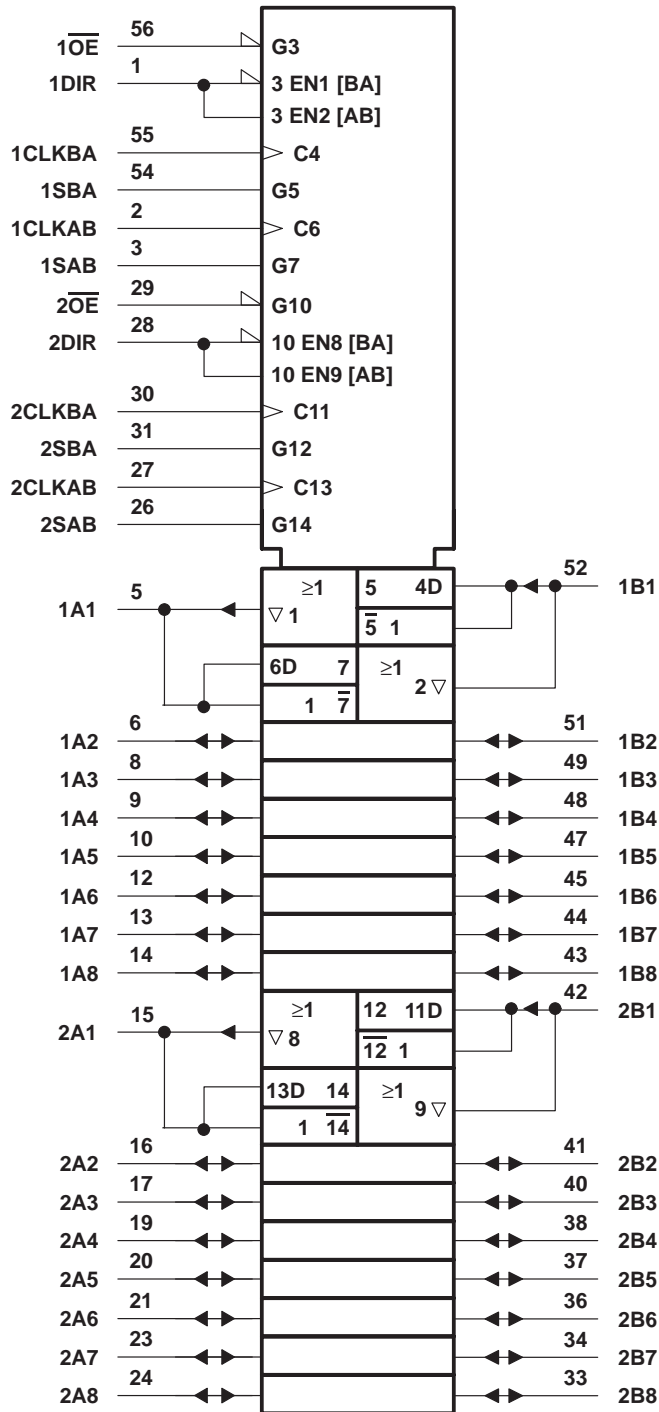 56
1O̅E̅ G3
1
1DIR 3 EN1 [BA]
3 EN2 [AB]
55
1CLKBA C4
54
1SBA G5
2
1CLKAB C6
3
1SAB G7
29
2O̅E̅ G10
28
2DIR 10 EN8 [BA]
10 EN9 [AB]
30
2CLKBA C11
31
2SBA G12
27
2CLKAB C13
26
2SAB G14
5 ≥1 5 4D 52
1A1 ▽ 1 5̅ 1 1B1
6D 7 ≥1
1 7̅ 2 ▽
6 51
1A2 1B2
8 49
1A3 1B3
9 48
1A4 1B4
10 47
1A5 1B5
12 45
1A6 1B6
13 44
1A7 1B7
14 43
1A8 1B8
15 ≥1 12 11D 42
2A1 ▽ 8 1̅2̅ 1 2B1
13D 14 ≥1
1 1̅4̅ 9 ▽
16 41
2A2 2B2
17 40
2A3 2B3
19 38
2A4 2B4
20 37
2A5 2B5
21 36
2A6 2B6
23 34
2A7 2B7
24 33
2A8 2B8